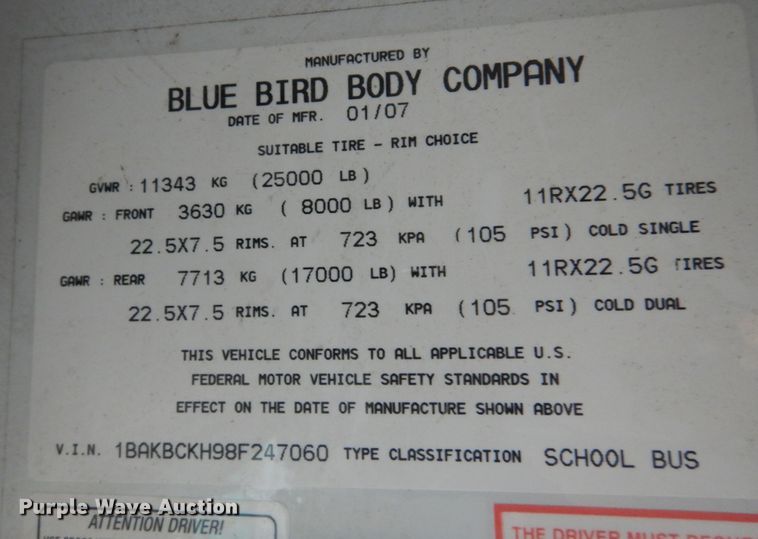 MANUFACTURED BY
BLUE BIRD BODY COMPANY
DATE OF MFR. 01/07
SUITABLE TIRE - RIM CHOICE
GVWR : 11343 KG (25000 LB)
GAWR : FRONT 3630 KG ( 8000 LB) WITH 11RX22.5G TIRES
22.5X7.5 RIMS. AT 723 KPA (105 PSI) COLD SINGLE
GAWR : REAR 7713 KG (17000 LB) WITH 11RX22.5G TIRES
22.5X7.5 RIMS. AT 723 KPA (105 PSI) COLD DUAL
THIS VEHICLE CONFORMS TO ALL APPLICABLE U.S.
FEDERAL MOTOR VEHICLE SAFETY STANDARDS IN
EFFECT ON THE DATE OF MANUFACTURE SHOWN ABOVE
V.I.N. 1BAKBCKH98F247060 TYPE CLASSIFICATION SCHOOL BUS
Purple Wave Auction
ATTENTION DRIVER!
THE DRIVER MUST